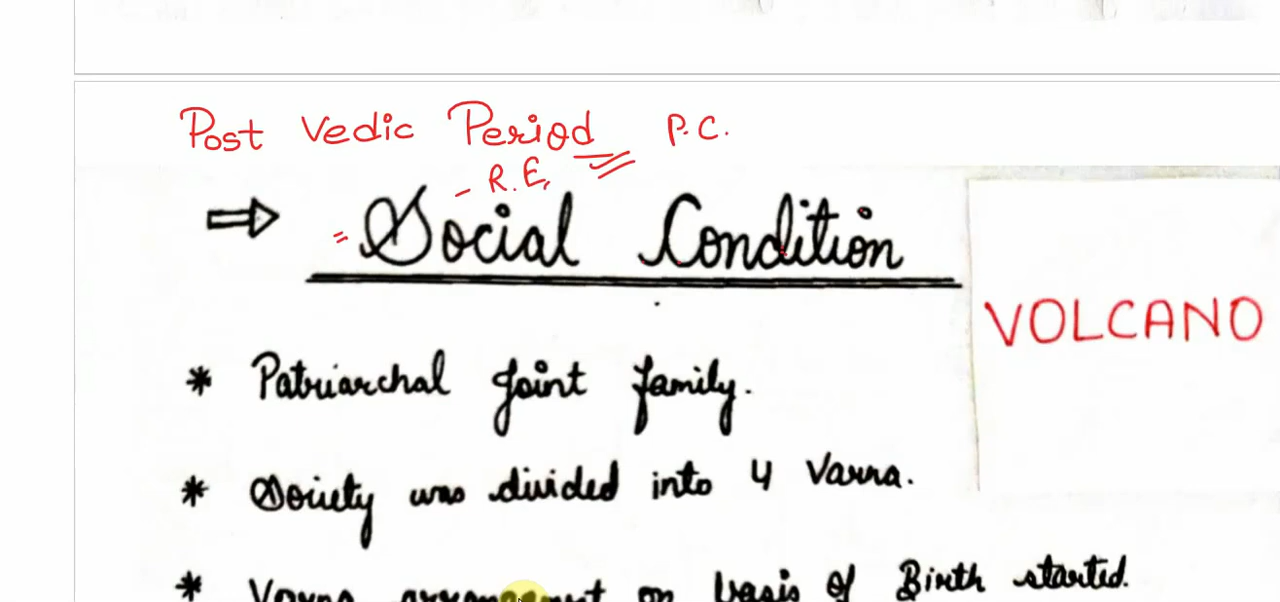 Post Vedic Period P.C.
- R.E.
⇒ = Social Condition
VOLCANO
* Patriarchal Joint family.
* Society was divided into 4 Varna.
* Varna arrangement on basis of Birth started.